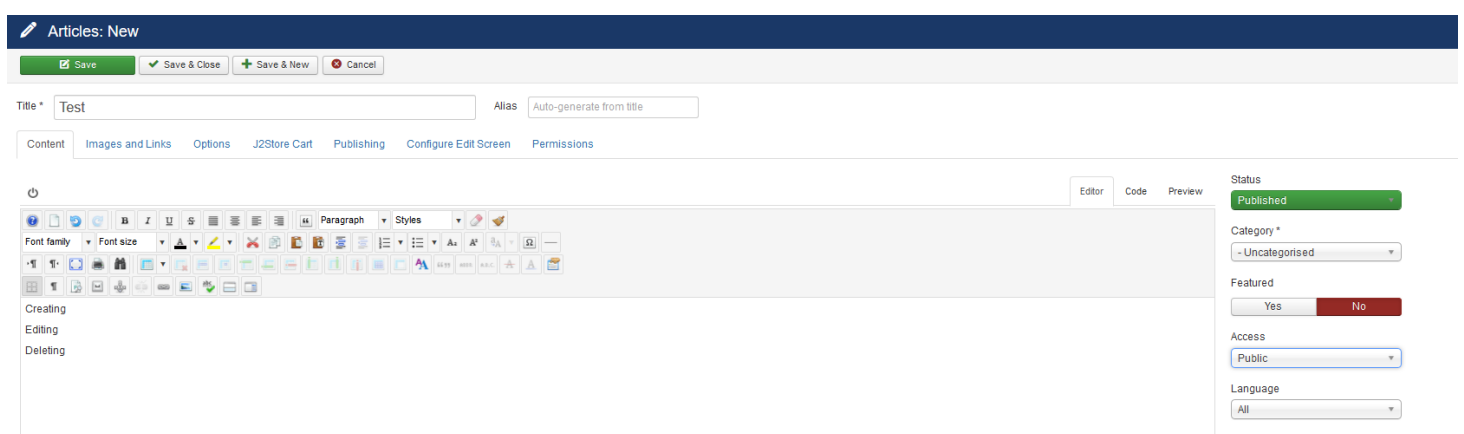 Articles: New
Save Save & Close Save & New Cancel
Title * Test Alias Auto-generate from title
Content Images and Links Options J2Store Cart Publishing Configure Edit Screen Permissions
Editor Code Preview
Paragraph Styles
Font family Font size
Creating
Editing
Deleting
Status
Published
Category *
- Uncategorised
Featured
Yes No
Access
Public
Language
All